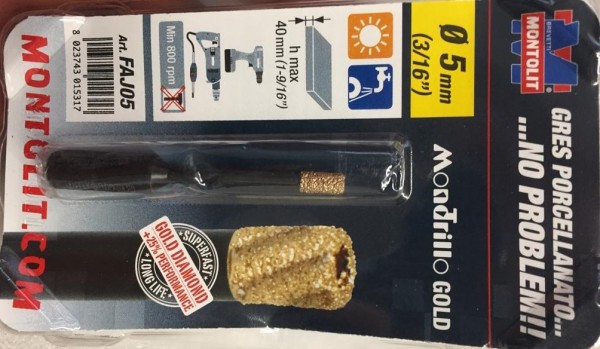 BREVETTI
MONTOLIT
GRES PORCELLANATO...
...NO PROBLEM!!
Ø 5 mm
(3/16")
h max
40 mm (1-9/16")
Min 800 rpm
Art. FAJ05
8 023743 015317
MonDrillo GOLD
SUPERFAST
GOLD DIAMOND
+25% PERFORMANCE
LONG LIFE
MONTOLIT.COM